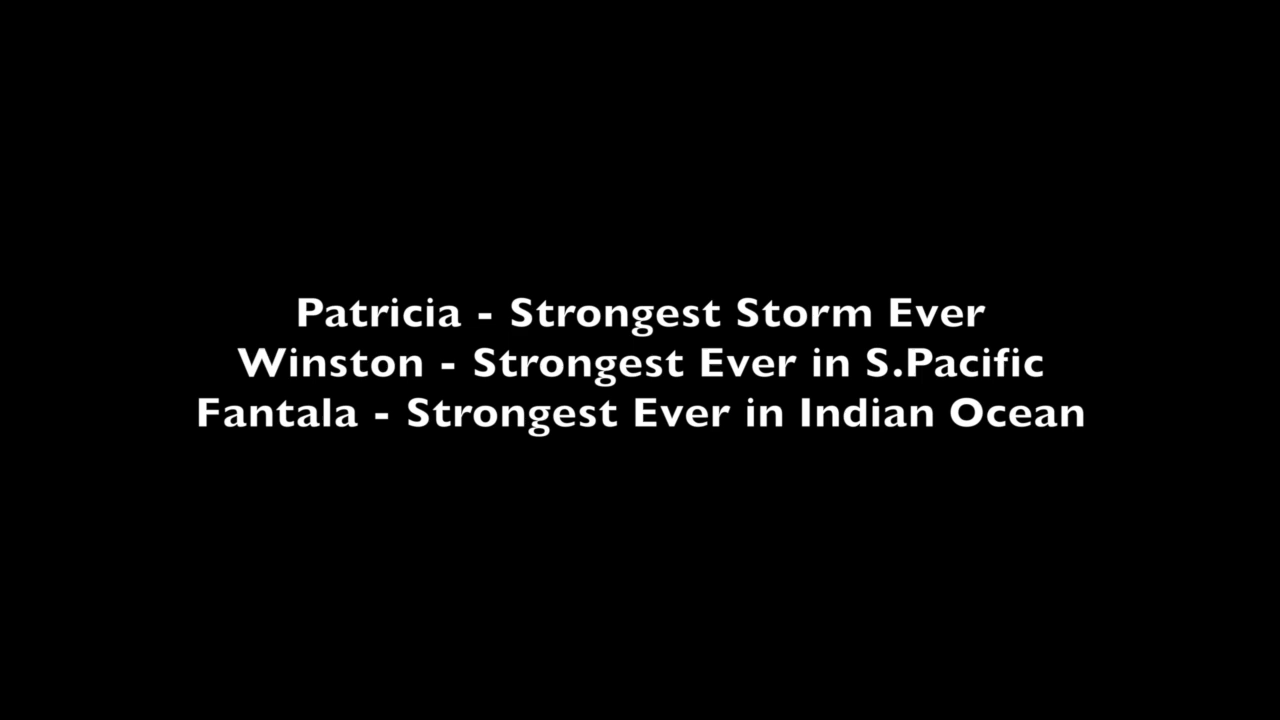 Patricia - Strongest Storm Ever
Winston - Strongest Ever in S.Pacific
Fantala - Strongest Ever in Indian Ocean